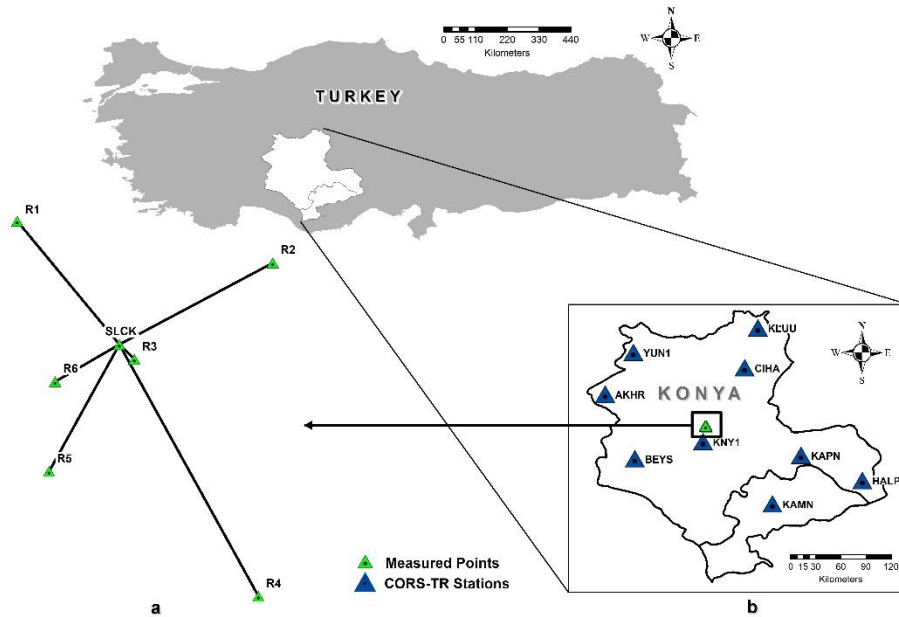 0 55 110 220 330 440
Kilometers
N
W E
S
TURKEY
R1
R2
SLCK
R3
R6
R5
R4
a
Measured Points
CORS-TR Stations
N
W E
S
KLUU
YUN1
CIHA
AKHR
KONYA
KNY1
BEYS
KAPN
HALP
KAMN
0 15 30 60 90 120
Kilometers
b